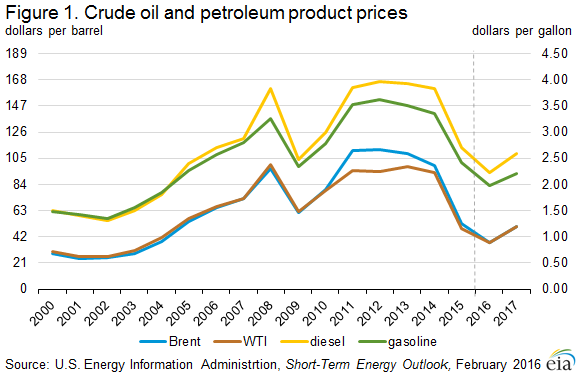 Figure 1. Crude oil and petroleum product prices
dollars per barrel dollars per gallon
189 4.50
168 4.00
147 3.50
126 3.00
105 2.50
84 2.00
63 1.50
42 1.00
21 0.50
0 0.00
2000 2001 2002 2003 2004 2005 2006 2007 2008 2009 2010 2011 2012 2013 2014 2015 2016 2017
Brent WTI diesel gasoline
Source: U.S. Energy Information Administrtion, Short-Term Energy Outlook, February 2016 eia